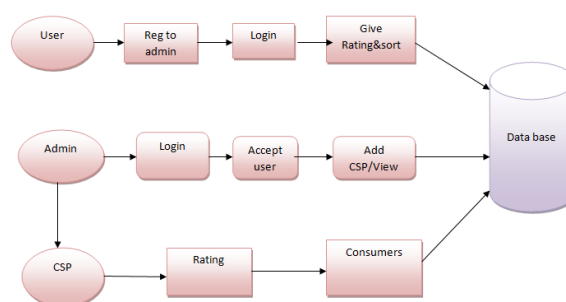 User
Reg to
admin
Login
Give
Rating&sort
Data base
Admin
Login
Accept
user
Add
CSP/View
CSP
Rating
Consumers